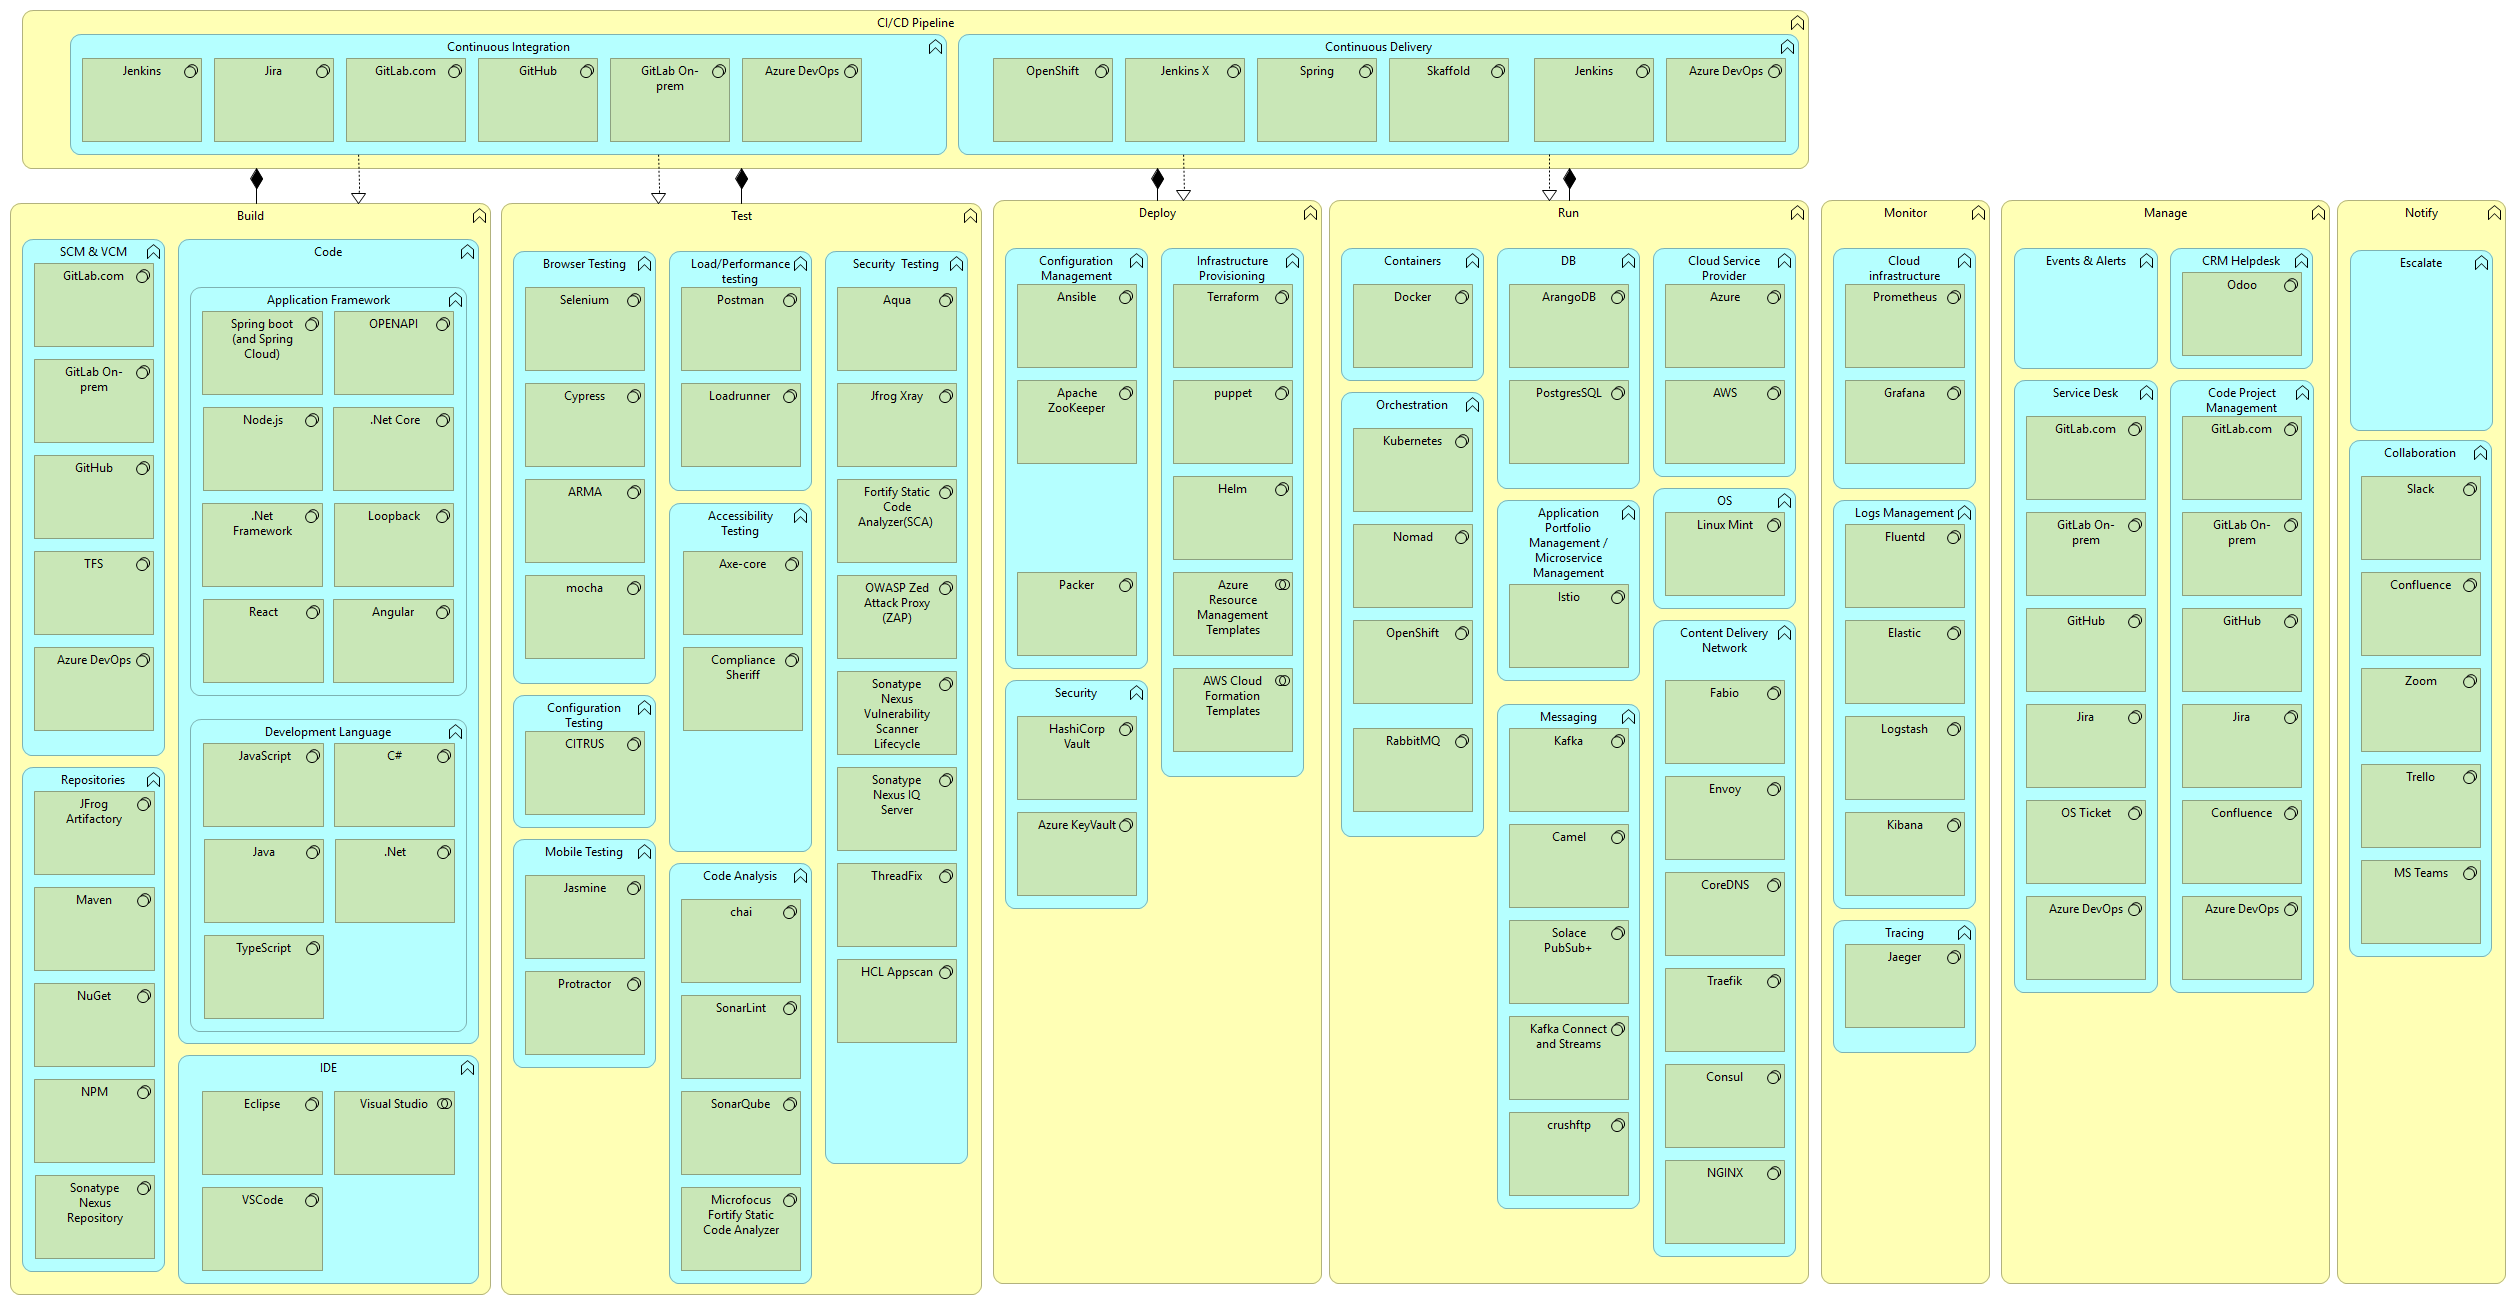 CI/CD Pipeline
Continuous Integration
Jenkins
Jira
GitLab.com
GitHub
GitLab On-
prem
Azure DevOps
Continuous Delivery
OpenShift
Jenkins X
Spring
Skaffold
Jenkins
Azure DevOps
Build
SCM & VCM
GitLab.com
GitLab On-
prem
GitHub
TFS
Azure DevOps
Repositories
JFrog
Artifactory
Maven
NuGet
NPM
Sonatype
Nexus
Repository
Code
Application Framework
Spring boot
(and Spring
Cloud)
OPENAPI
Node.js
.Net Core
.Net
Framework
Loopback
React
Angular
Development Language
JavaScript
C#
Java
.Net
TypeScript
IDE
Eclipse
Visual Studio
VSCode
Test
Browser Testing
Selenium
Cypress
ARMA
mocha
Configuration
Testing
CITRUS
Mobile Testing
Jasmine
Protractor
Load/Performance
testing
Postman
Loadrunner
Accessibility
Testing
Axe-core
Compliance
Sheriff
Code Analysis
chai
SonarLint
SonarQube
Microfocus
Fortify Static
Code Analyzer
Security Testing
Aqua
Jfrog Xray
Fortify Static
Code
Analyzer(SCA)
OWASP Zed
Attack Proxy
(ZAP)
Sonatype
Nexus
Vulnerability
Scanner
Lifecycle
Sonatype
Nexus IQ
Server
ThreadFix
HCL Appscan
Deploy
Configuration
Management
Ansible
Apache
ZooKeeper
Packer
Security
HashiCorp
Vault
Azure KeyVault
Infrastructure
Provisioning
Terraform
puppet
Helm
Azure
Resource
Management
Templates
AWS Cloud
Formation
Templates
Run
Containers
Docker
Orchestration
Kubernetes
Nomad
OpenShift
RabbitMQ
DB
ArangoDB
PostgresSQL
Application
Portfolio
Management /
Microservice
Management
Istio
Messaging
Kafka
Camel
Solace
PubSub+
Kafka Connect
and Streams
crushftp
Cloud Service
Provider
Azure
AWS
OS
Linux Mint
Content Delivery
Network
Fabio
Envoy
CoreDNS
Traefik
Consul
NGINX
Monitor
Cloud
infrastructure
Prometheus
Grafana
Logs Management
Fluentd
Elastic
Logstash
Kibana
Tracing
Jaeger
Manage
Events & Alerts
CRM Helpdesk
Odoo
Service Desk
GitLab.com
GitLab On-
prem
GitHub
Jira
OS Ticket
Azure DevOps
Code Project
Management
GitLab.com
GitLab On-
prem
GitHub
Jira
Confluence
Azure DevOps
Notify
Escalate
Collaboration
Slack
Confluence
Zoom
Trello
MS Teams